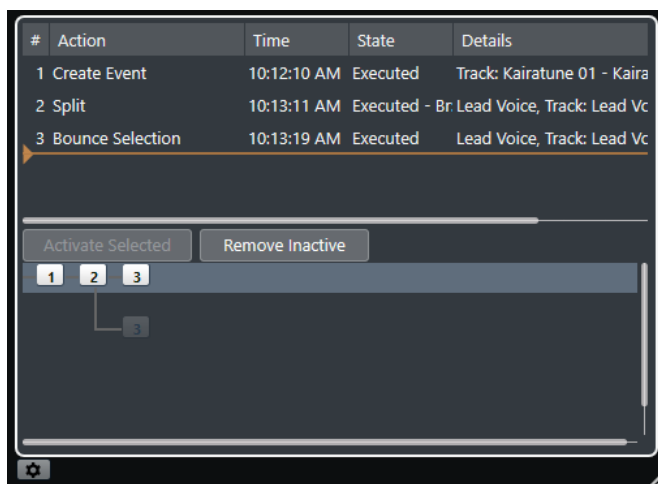 # Action Time State Details
1 Create Event 10:12:10 AM Executed Track: Kairatune 01 - Kaira
2 Split 10:13:11 AM Executed - Br Lead Voice, Track: Lead Vc
3 Bounce Selection 10:13:19 AM Executed Lead Voice, Track: Lead Vc
Activate Selected Remove Inactive
1 2 3
3